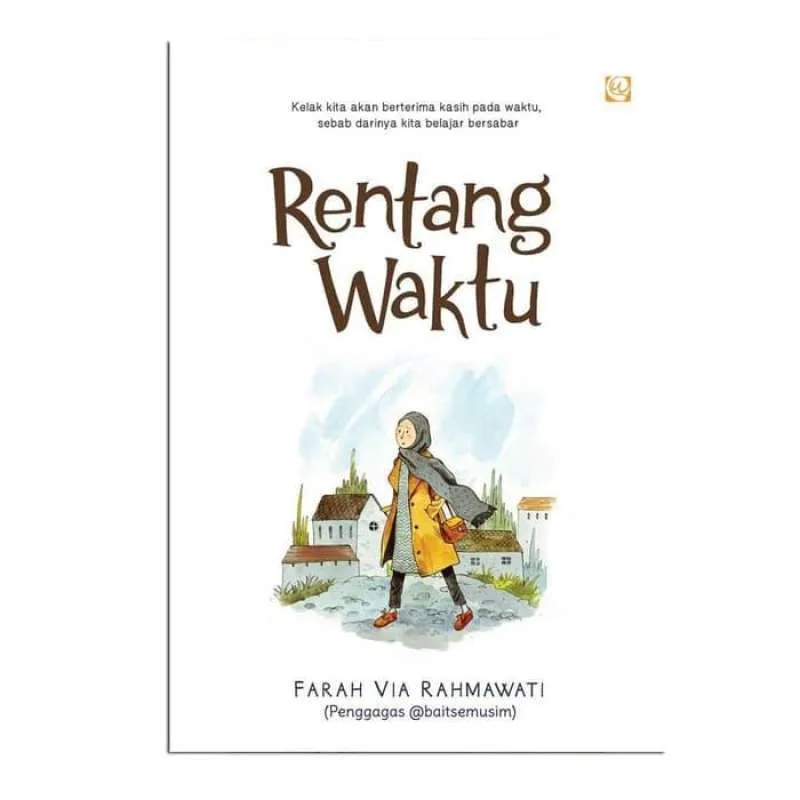 Kelak kita akan berterima kasih pada waktu,
sebab darinya kita belajar bersabar
Rentang
Waktu
FARAH VIA RAHMAWATI
(Penggagas @baitsemusim)